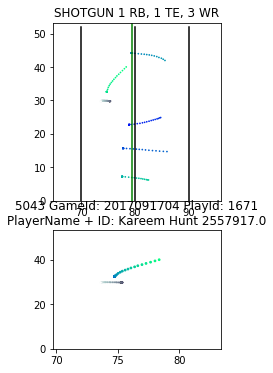 SHOTGUN 1 RB, 1 TE, 3 WR
50
40
30
20
10
0
70 80 90
5043 GameId: 2017091704 PlayId: 1671
PlayerName + ID: Kareem Hunt 2557917.0
40
20
0
70 75 80